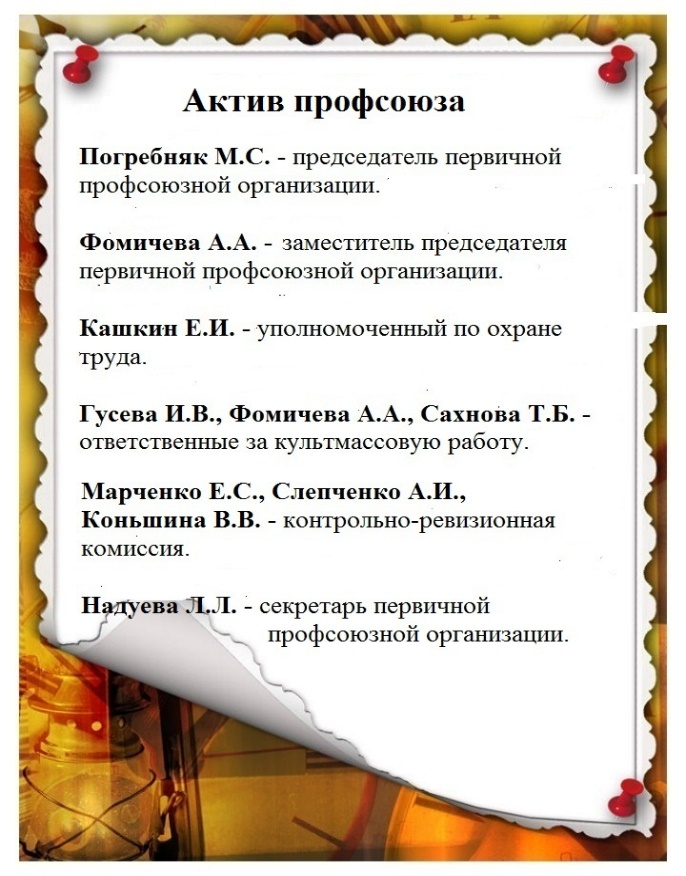 Актив профсоюза
Погребняк М.С. - председатель первичной
профсоюзной организации.
Фомичева А.А. - заместитель председателя
первичной профсоюзной организации.
Кашкин Е.И. - уполномоченный по охране
труда.
Гусева И.В., Фомичева А.А., Сахнова Т.Б. -
ответственные за культмассовую работу.
Марченко Е.С., Слепченко А.И.,
Коньшина В.В. - контрольно-ревизионная
комиссия.
Надуева Л.Л. - секретарь первичной
профсоюзной организации.